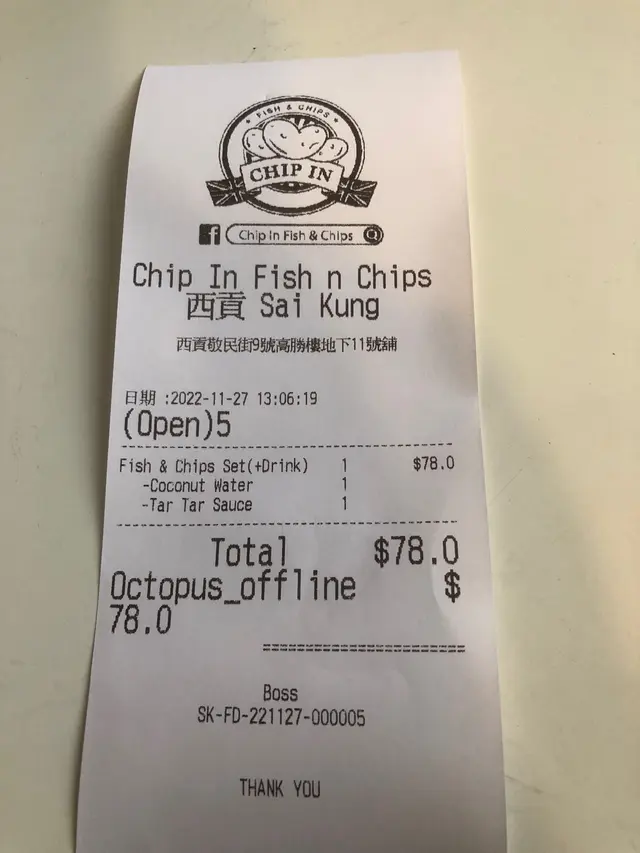 ★ FISH & CHIPS ★
CHIP IN
f Chip In Fish & Chips
Chip In Fish n Chips
西貢 Sai Kung
西貢敬民街9號高勝樓地下11號舖
日期 :2022-11-27 13:06:19
(Open)5
Fish & Chips Set(+Drink) 1 $78.0
-Coconut Water 1
-Tar Tar Sauce 1
Total $78.0
Octopus_offline $
78.0
Boss
SK-FD-221127-000005
THANK YOU